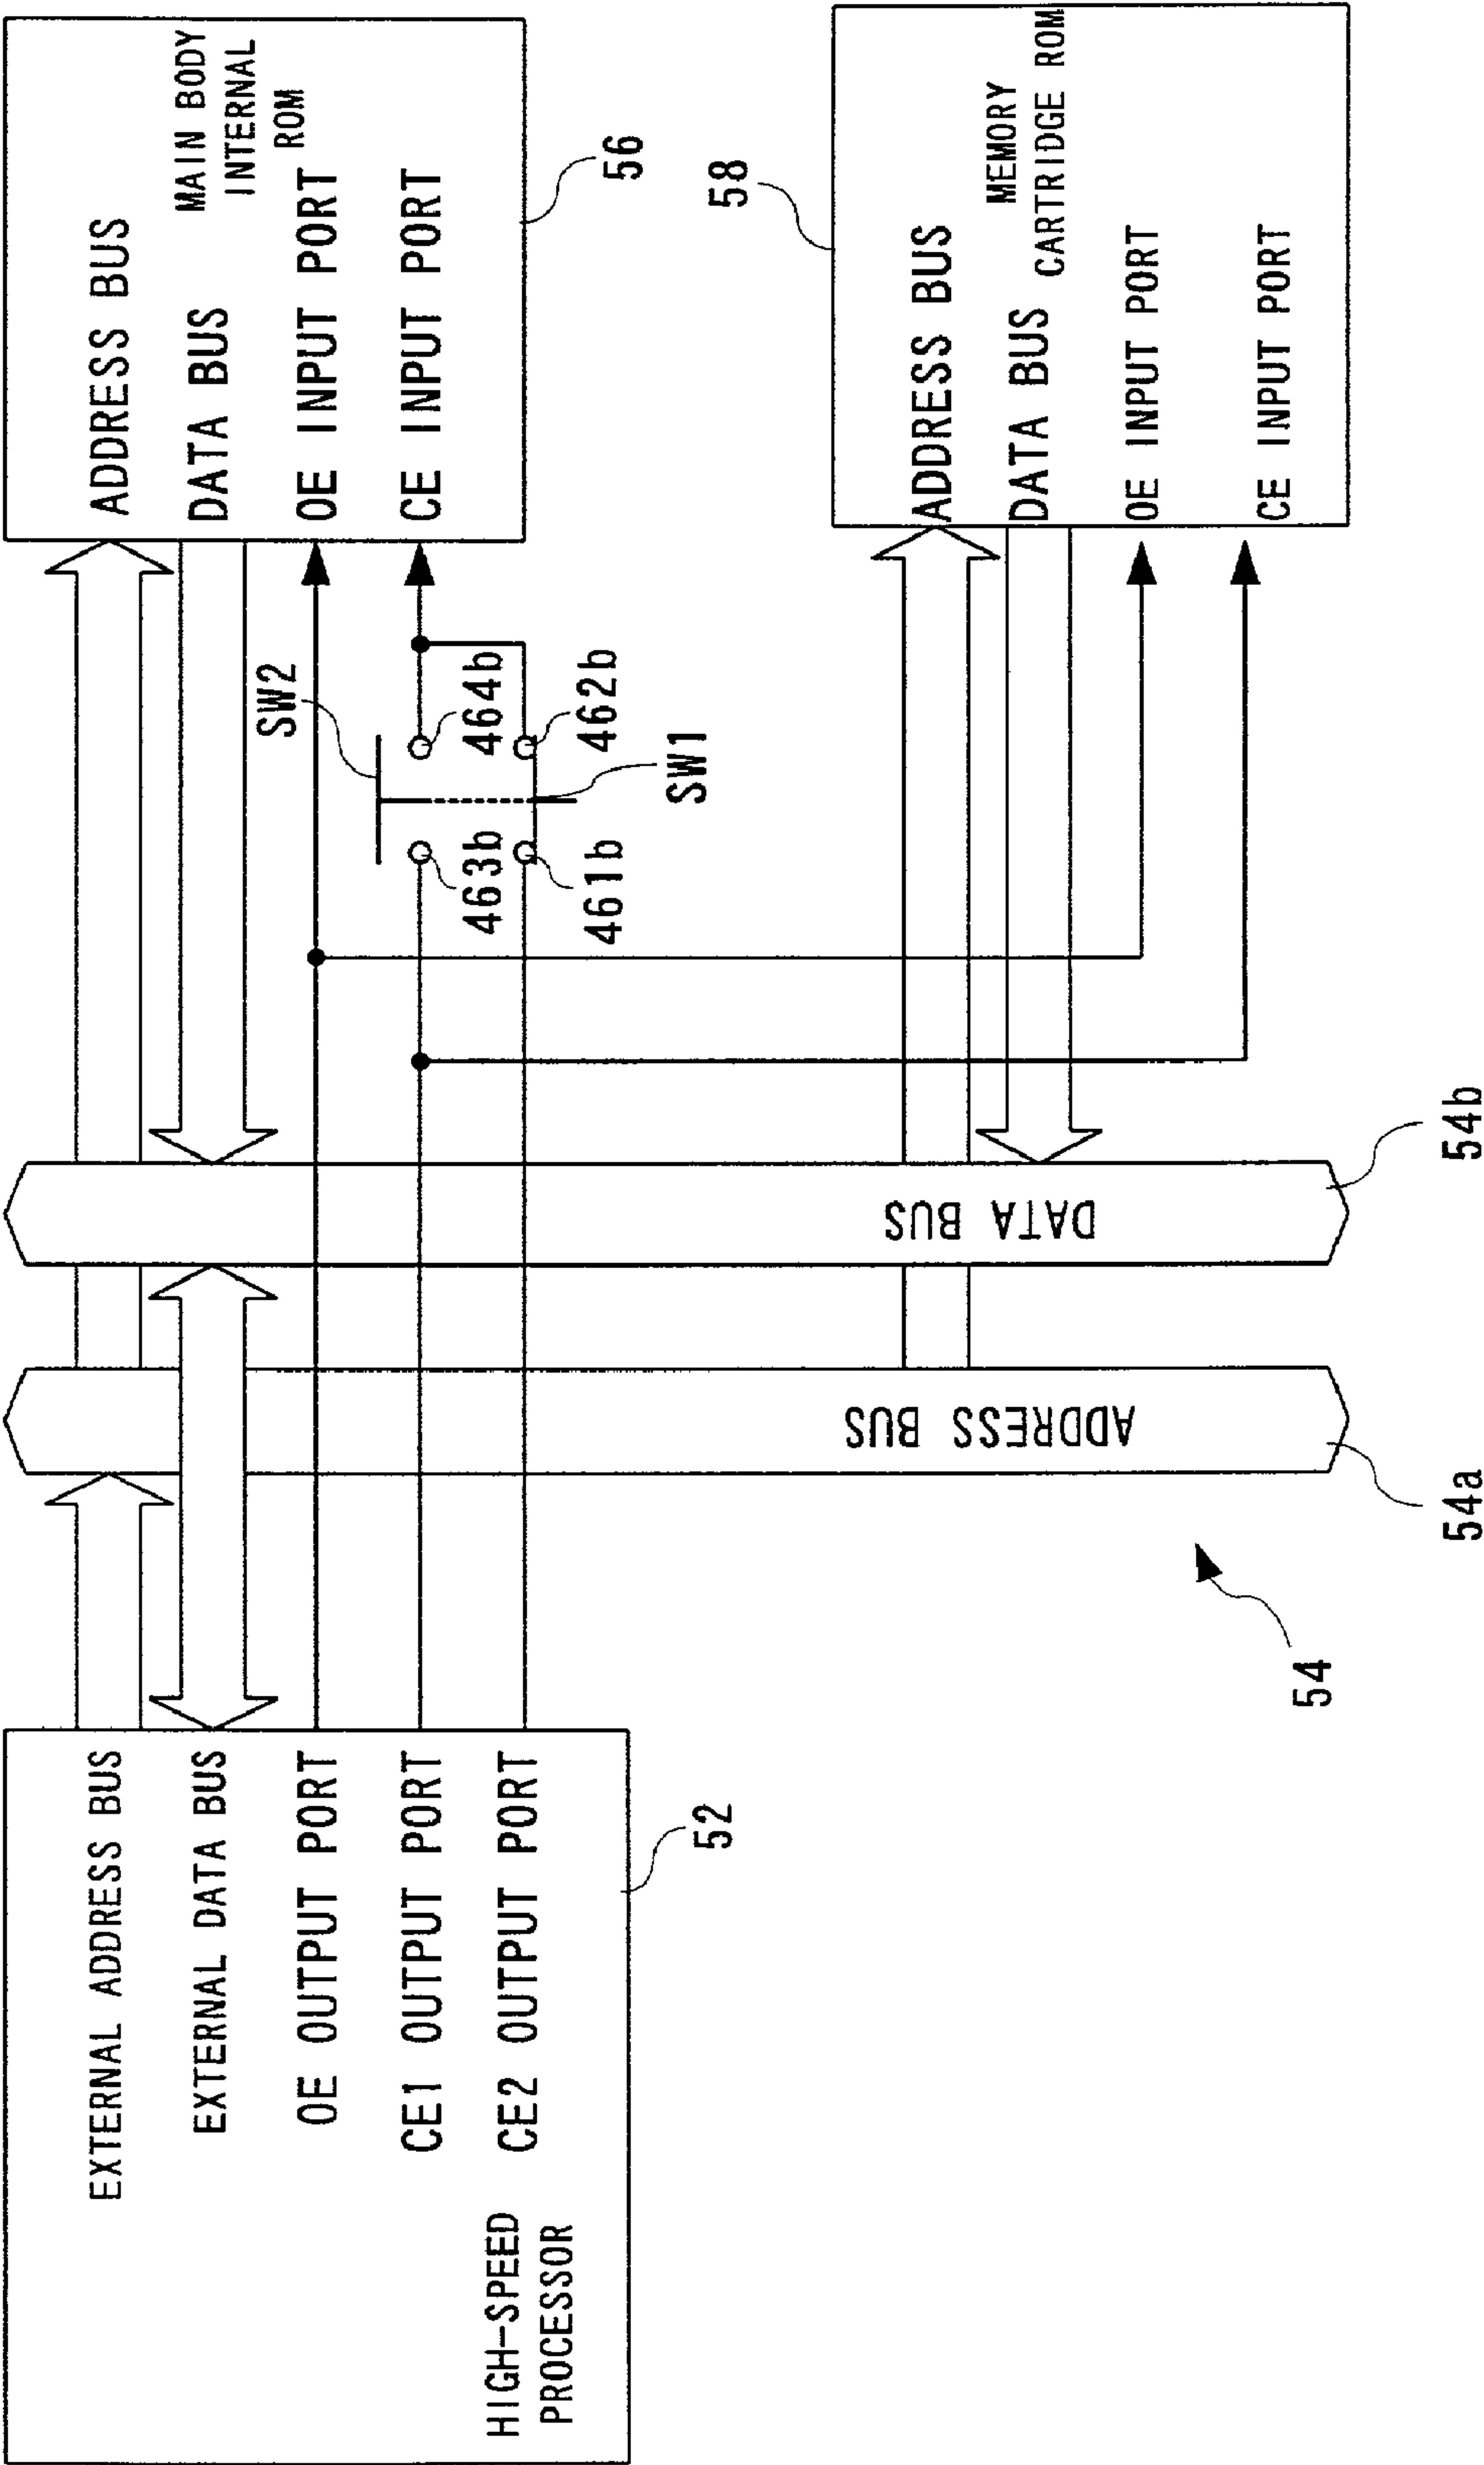 EXTERNAL ADDRESS BUS
EXTERNAL DATA BUS
OE OUTPUT PORT
CE1 OUTPUT PORT
CE2 OUTPUT PORT
HIGH-SPEED
PROCESSOR
52
54
54a
ADDRESS BUS
54b
DATA BUS
SW2
463b
464b
461b
462b
SW1
ADDRESS BUS
DATA BUS
MAIN BODY
INTERNAL
ROM
OE INPUT PORT
CE INPUT PORT
56
58
ADDRESS BUS
MEMORY
DATA BUS
CARTRIDGE ROM
OE INPUT PORT
CE INPUT PORT